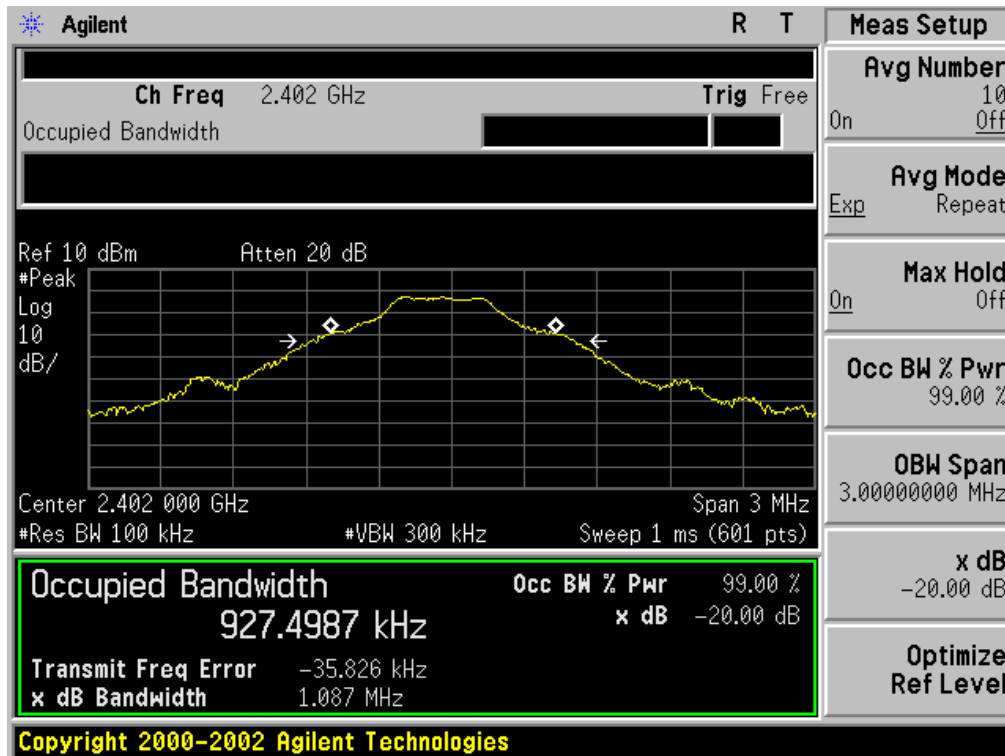 Agilent R T
Ch Freq 2.402 GHz Trig Free
Occupied Bandwidth
Ref 10 dBm Atten 20 dB
#Peak
Log
10
dB/
Center 2.402 000 GHz Span 3 MHz
#Res BW 100 kHz #VBW 300 kHz Sweep 1 ms (601 pts)
Occupied Bandwidth
927.4987 kHz
Occ BW % Pwr 99.00 %
x dB -20.00 dB
Transmit Freq Error -35.826 kHz
x dB Bandwidth 1.087 MHz
Copyright 2000-2002 Agilent Technologies
Meas Setup
Avg Number
10
On Off
Avg Mode
Exp Repeat
Max Hold
On Off
Occ BW % Pwr
99.00 %
OBW Span
3.00000000 MHz
x dB
-20.00 dB
Optimize
Ref Level